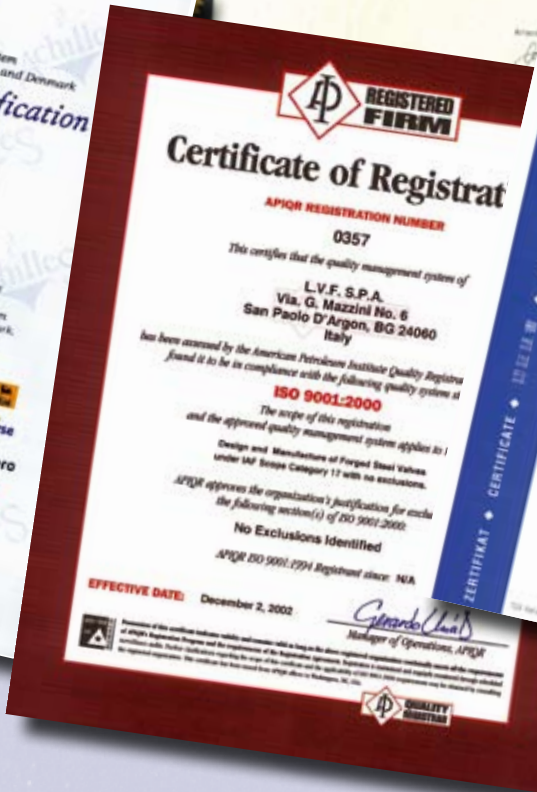 em
and Denmark
fication
REGISTERED
FIRM
Certificate of Registrat
APIQR REGISTRATION NUMBER
0357
This certifies that the quality management system of
L.V.F. S.P.A.
Via. G. Mazzini No. 6
San Paolo D'Argon, BG 24060
Italy
has been assessed by the American Petroleum Institute Quality Registra
found it to be in compliance with the following quality system st
ISO 9001:2000
The scope of this registration
and the approved quality management system applies to
Design and Manufacture of Forged Steel Valves
under IAF Scope Category 17 with no exclusions.
APIQR approves the organization's justification for exclu
the following section(s) of ISO 9001:2000:
No Exclusions Identified
APIQR ISO 9001:1994 Registrant since: N/A
EFFECTIVE DATE: December 2, 2002
Manager of Operations, APIQR
QUALITY
REGISTRAR
ZERTIFIKAT ◆ CERTIFICATE ◆